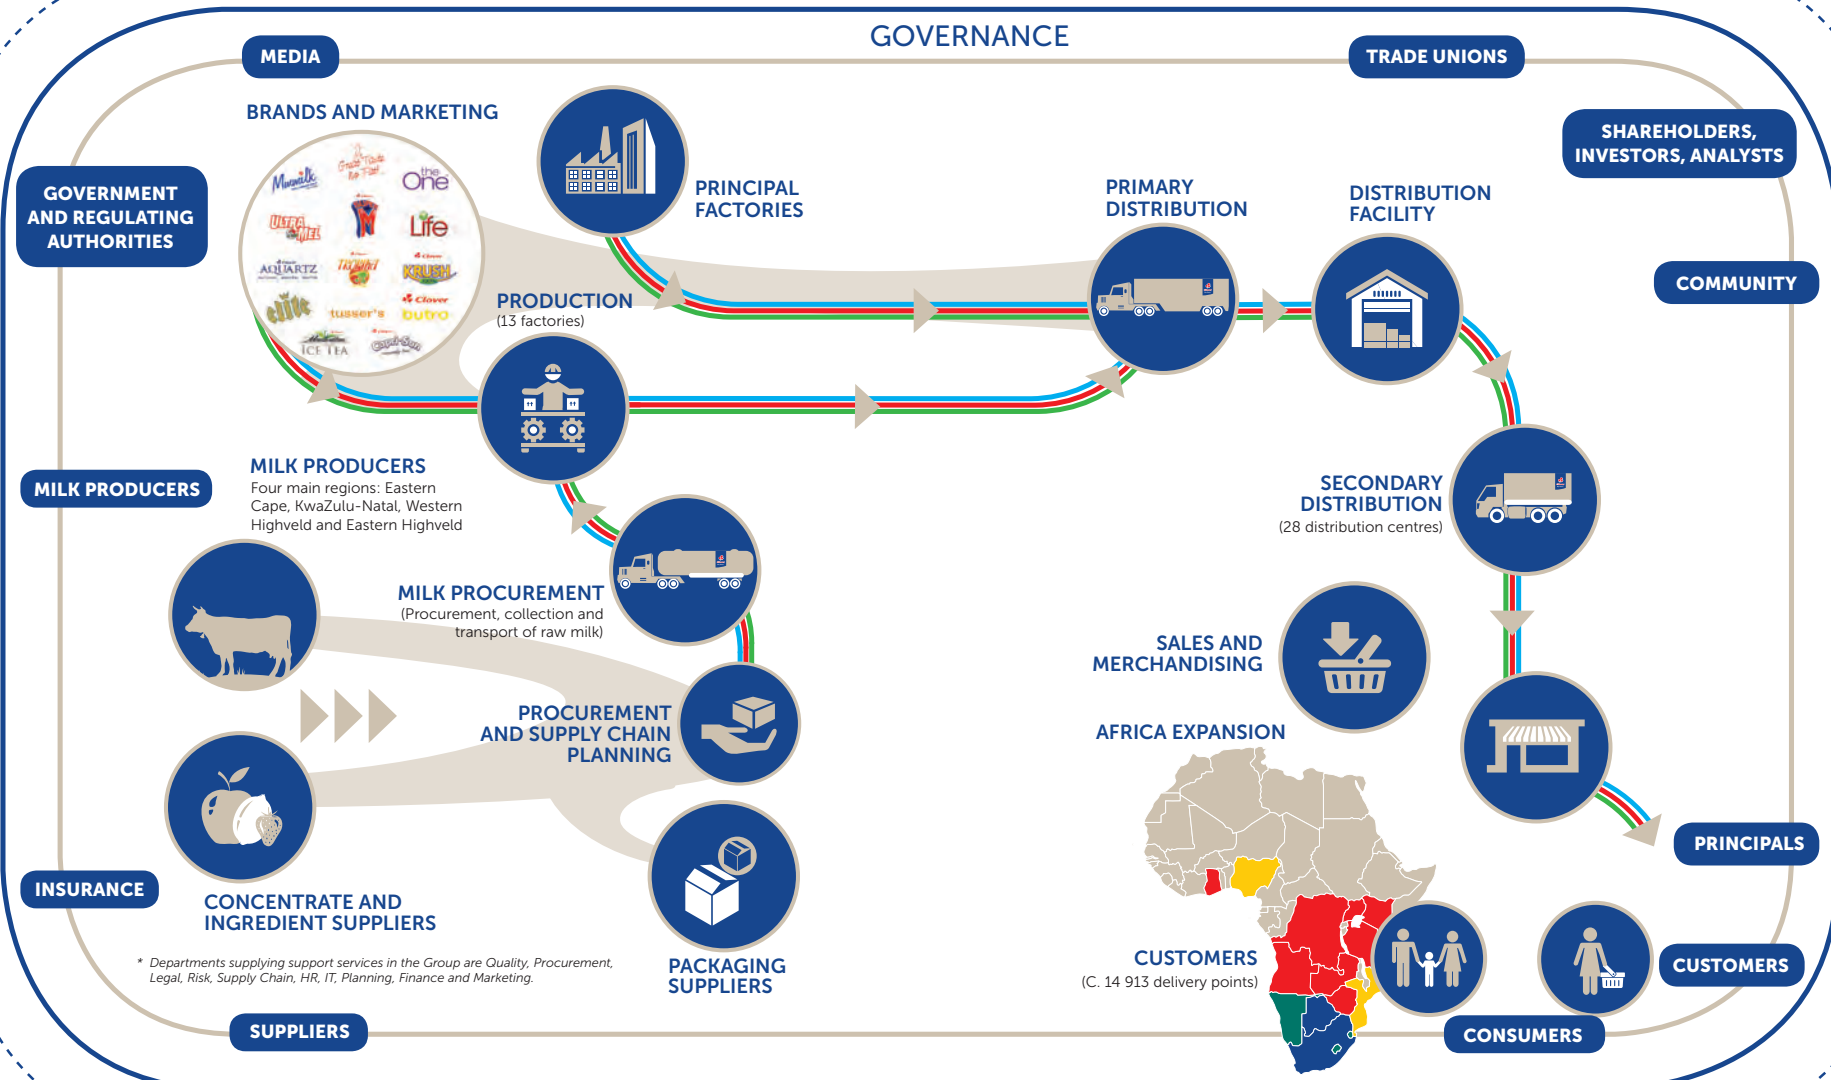 GOVERNANCE
MEDIA
TRADE UNIONS
BRANDS AND MARKETING
SHAREHOLDERS,
INVESTORS, ANALYSTS
GOVERNMENT
AND REGULATING
AUTHORITIES
the
One
ULTRA
MEL
M
Life
AQUARTZ
Clover
KRUSH
elite
tusser's
Clover
butro
ICE TEA
PRINCIPAL
FACTORIES
PRIMARY
DISTRIBUTION
DISTRIBUTION
FACILITY
COMMUNITY
PRODUCTION
(13 factories)
MILK PRODUCERS
MILK PRODUCERS
Four main regions: Eastern
Cape, KwaZulu-Natal, Western
Highveld and Eastern Highveld
SECONDARY
DISTRIBUTION
(28 distribution centres)
MILK PROCUREMENT
(Procurement, collection and
transport of raw milk)
SALES AND
MERCHANDISING
PROCUREMENT
AND SUPPLY CHAIN
PLANNING
AFRICA EXPANSION
PRINCIPALS
INSURANCE
CONCENTRATE AND
INGREDIENT SUPPLIERS
* Departments supplying support services in the Group are Quality, Procurement,
Legal, Risk, Supply Chain, HR, IT, Planning, Finance and Marketing.
PACKAGING
SUPPLIERS
CUSTOMERS
(C. 14 913 delivery points)
CUSTOMERS
SUPPLIERS
CONSUMERS